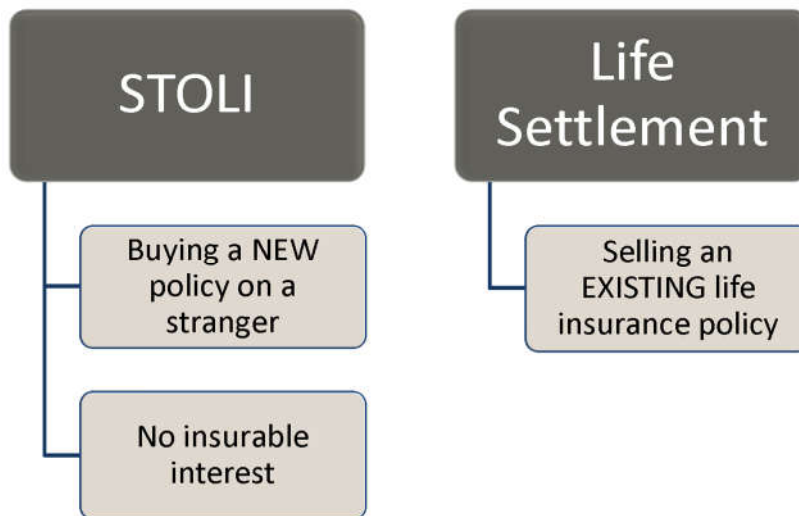 STOLI
Buying a NEW
policy on a
stranger
No insurable
interest
Life
Settlement
Selling an
EXISTING life
insurance policy